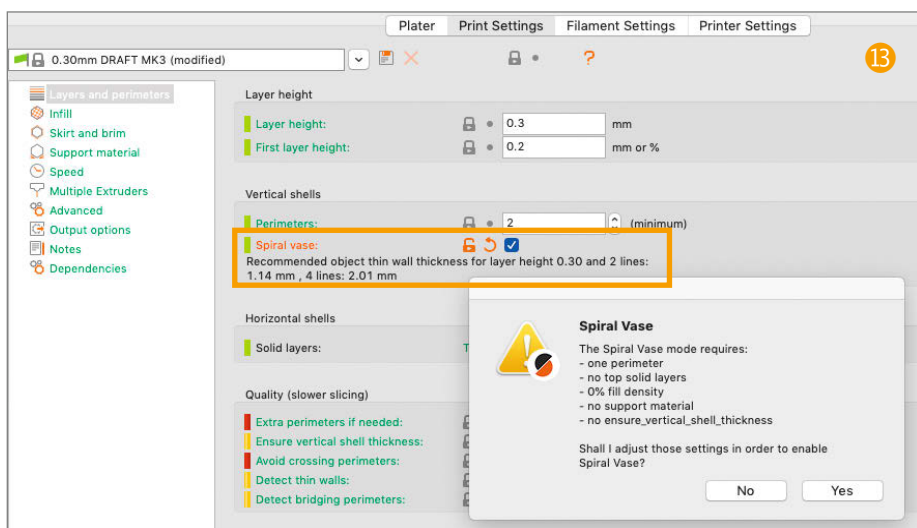 Plater Print Settings Filament Settings Printer Settings
0.30mm DRAFT MK3 (modified)
?
13
Layers and perimeters
Infill
Skirt and brim
Support material
Speed
Multiple Extruders
Advanced
Output options
Notes
Dependencies
Layer height
Layer height: 0.3 mm
First layer height: 0.2 mm or %
Vertical shells
Perimeters: 2 (minimum)
Spiral vase:
Recommended object thin wall thickness for layer height 0.30 and 2 lines:
1.14 mm , 4 lines: 2.01 mm
Horizontal shells
Solid layers: T
Quality (slower slicing)
Extra perimeters if needed:
Ensure vertical shell thickness:
Avoid crossing perimeters:
Detect thin walls:
Detect bridging perimeters:
Spiral Vase
The Spiral Vase mode requires:
- one perimeter
- no top solid layers
- 0% fill density
- no support material
- no ensure_vertical_shell_thickness
Shall I adjust those settings in order to enable
Spiral Vase?
No Yes